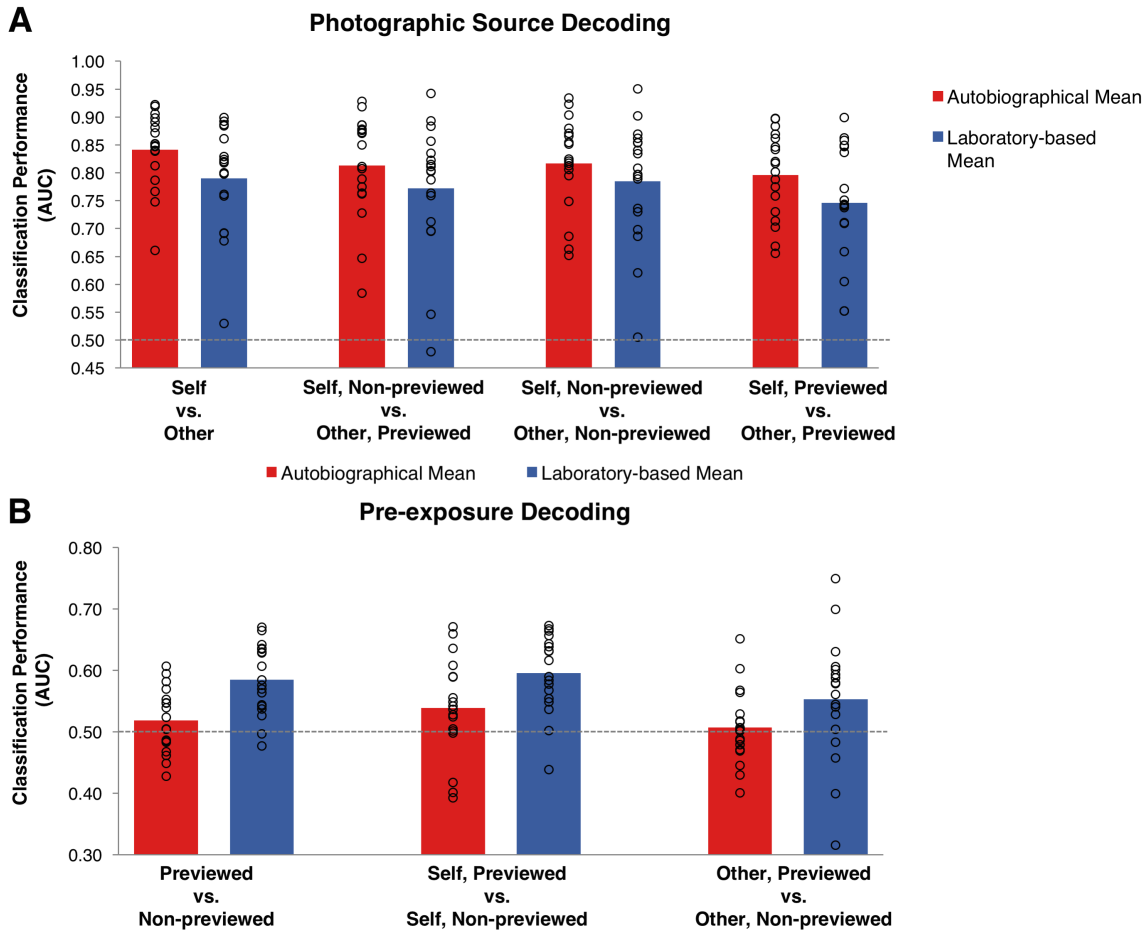 A
Photographic Source Decoding
Classification Performance
(AUC)
1.00
0.95
0.90
0.85
0.80
0.75
0.70
0.65
0.60
0.55
0.50
0.45
Autobiographical Mean
Laboratory-based
Mean
Self
vs.
Other
Self, Non-previewed
vs.
Other, Previewed
Self, Non-previewed
vs.
Other, Non-previewed
Self, Previewed
vs.
Other, Previewed
Autobiographical Mean
Laboratory-based Mean
B
Pre-exposure Decoding
Classification Performance
(AUC)
0.80
0.70
0.60
0.50
0.40
0.30
Previewed
vs.
Non-previewed
Self, Previewed
vs.
Self, Non-previewed
Other, Previewed
vs.
Other, Non-previewed